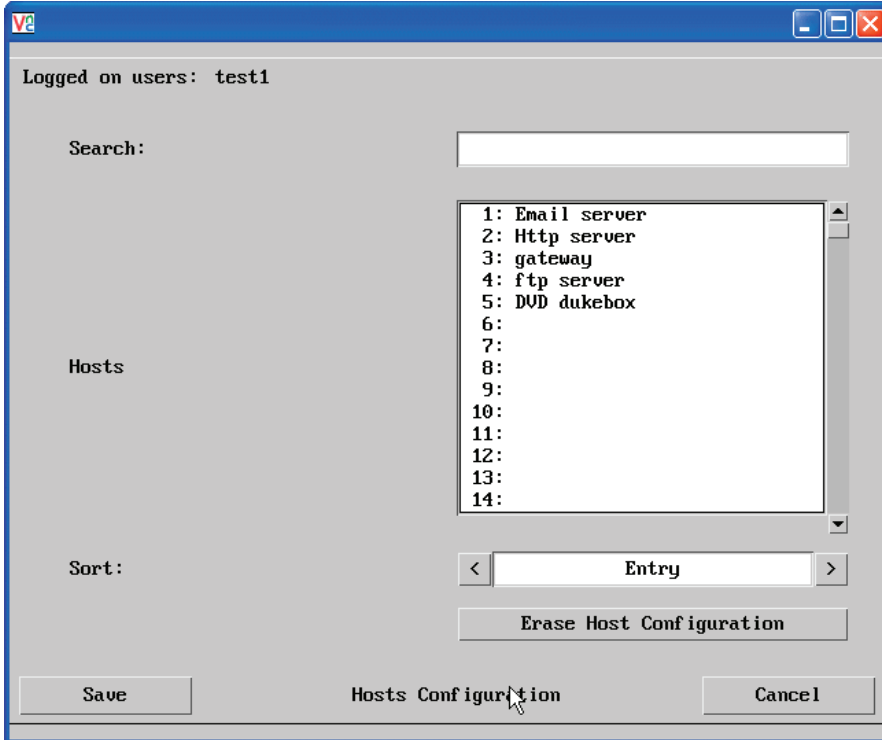 VNC
Logged on users: test1
Search:
Hosts
1: Email server
2: Http server
3: gateway
4: ftp server
5: DVD dukebox
6:
7:
8:
9:
10:
11:
12:
13:
14:
Sort:
< Entry >
Erase Host Configuration
Save Hosts Configuration Cancel